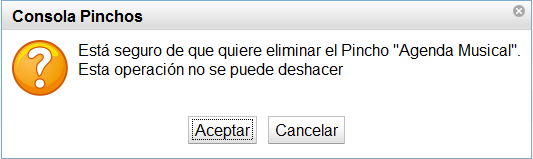 Consola Pinchos
Está seguro de que quiere eliminar el Pincho "Agenda Musical".
Esta operación no se puede deshacer
Aceptar Cancelar